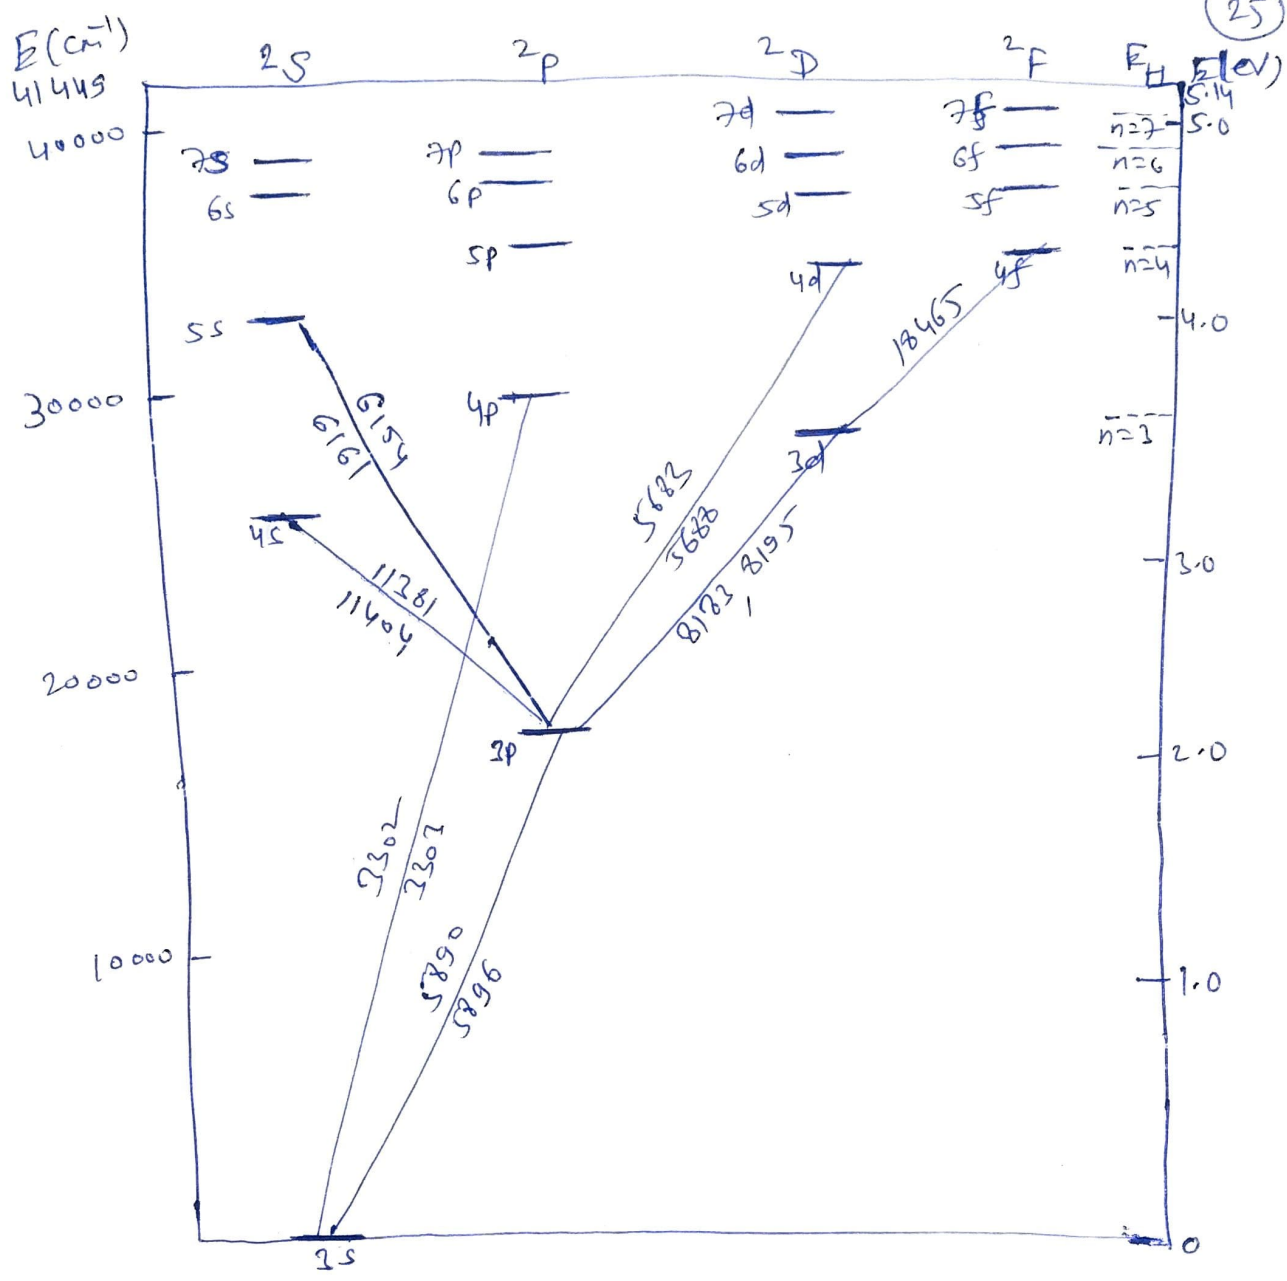 25
E(cm⁻¹)
²S ²P ²D ²F E_H E(eV)
41449
5.14
7d 7f n=7 5.0
40000
7s 7p 6d 6f n=6
6s 6p 5d 5f n=5
5p 4d 4f n=4
5s 18465 4.0
30000 4p
6154 3d n=3
6161
5683
4s 5688 8195 3.0
11381 8183
11404
20000
3p 2.0
3302
3303
5890
10000 5896 1.0
3s 0